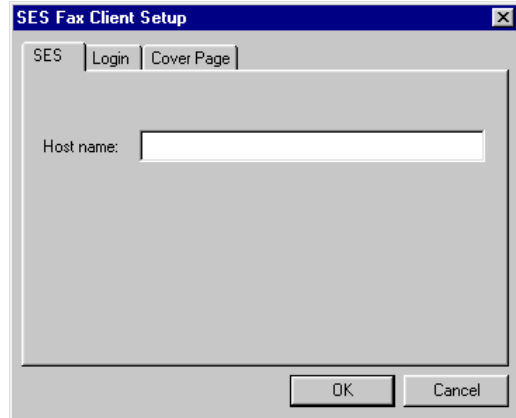 SES Fax Client Setup
SES Login Cover Page
Host name:
OK Cancel